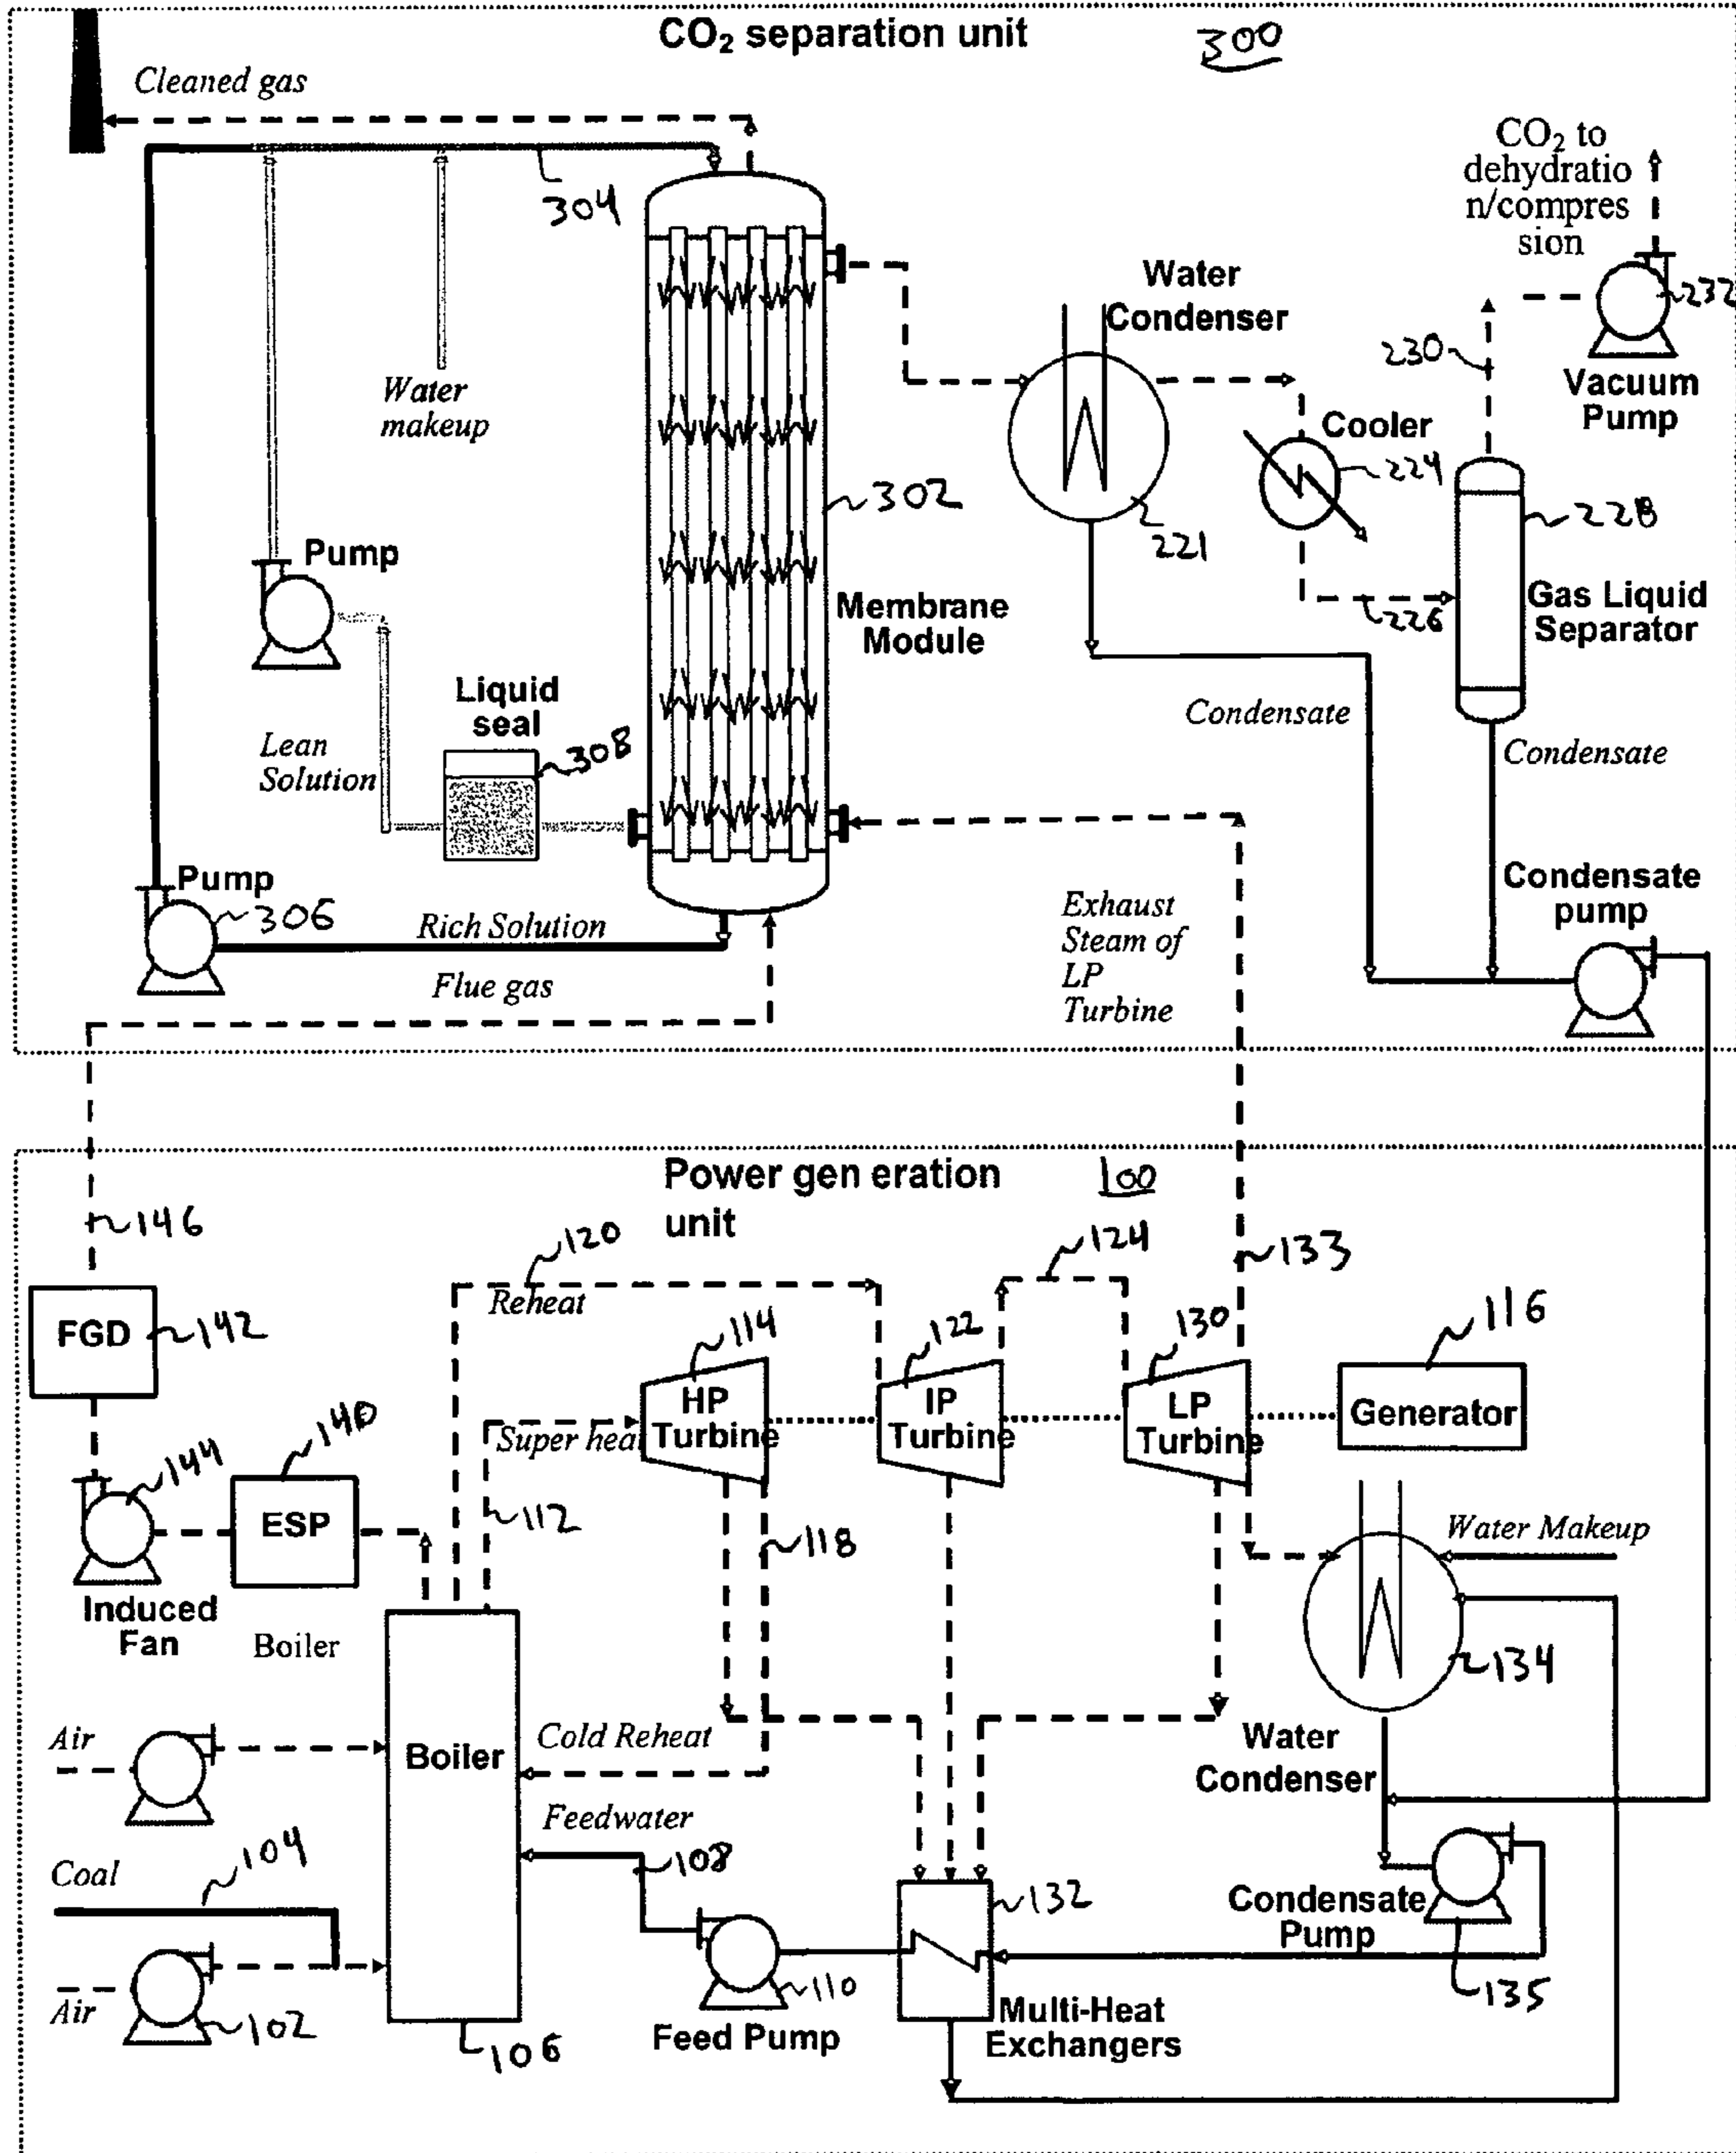 CO₂ separation unit
300
Cleaned gas
304
CO₂ to
dehydratio
n/compres
sion
Water
Condenser
232
230
Vacuum
Pump
Water
makeup
Cooler
224
302
228
221
Pump
Membrane
Module
226
Gas Liquid
Separator
Liquid
seal
308
Lean
Solution
Condensate
Condensate
Pump
306
Rich Solution
Flue gas
Exhaust
Steam of
LP
Turbine
Condensate
pump
Power gen eration
unit
100
146
120
124
133
Reheat
FGD
142
114
122
130
116
HP
Turbine
IP
Turbine
LP
Turbine
Generator
Super hea
140
144
ESP
112
118
Water Makeup
Induced
Fan
Boiler
134
Air
Boiler
Cold Reheat
Water
Condenser
Feedwater
104
Coal
108
132
Condensate
Pump
135
Air
102
106
110
Feed Pump
Multi-Heat
Exchangers